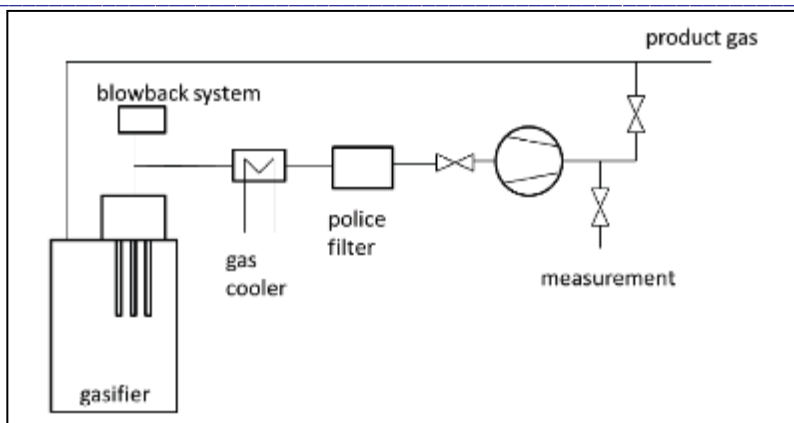 product gas
blowback system
police
filter
gas
cooler
measurement
gasifier